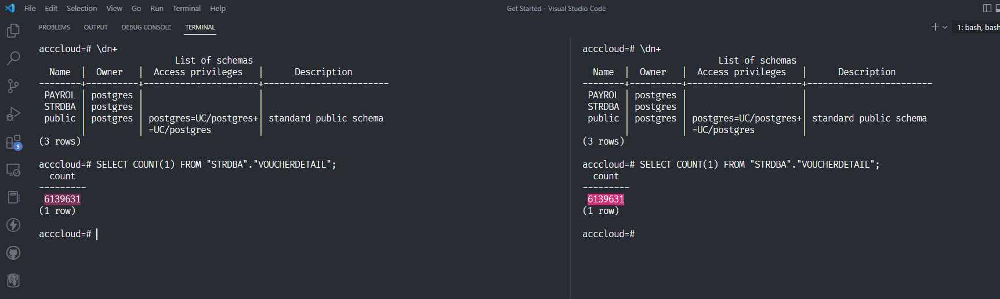 File Edit Selection View Go Run Terminal Help
Get Started - Visual Studio Code
PROBLEMS OUTPUT DEBUG CONSOLE TERMINAL
1: bash, bash
acccloud=# \dn+
List of schemas
Name | Owner | Access privileges | Description
--------+----------+----------------------+------------------------
PAYROL | postgres | |
STRDBA | postgres | |
public | postgres | postgres=UC/postgres+| standard public schema
| | =UC/postgres |
(3 rows)
acccloud=# SELECT COUNT(1) FROM "STRDBA"."VOUCHERDETAIL";
count
---------
6139631
(1 row)
acccloud=#
acccloud=# \dn+
List of schemas
Name | Owner | Access privileges | Description
--------+----------+----------------------+------------------------
PAYROL | postgres | |
STRDBA | postgres | |
public | postgres | postgres=UC/postgres+| standard public schema
| | =UC/postgres |
(3 rows)
acccloud=# SELECT COUNT(1) FROM "STRDBA"."VOUCHERDETAIL";
count
---------
6139631
(1 row)
acccloud=#
9